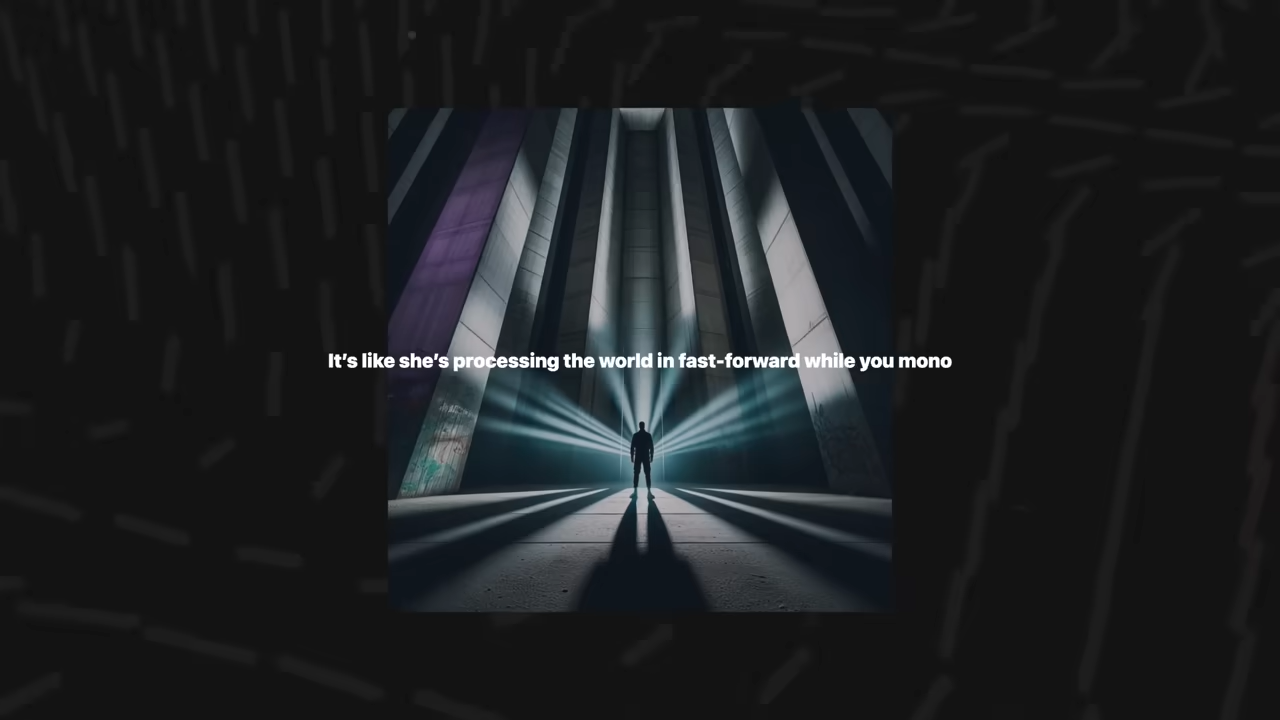 It’s like she’s processing the world in fast-forward while you mono